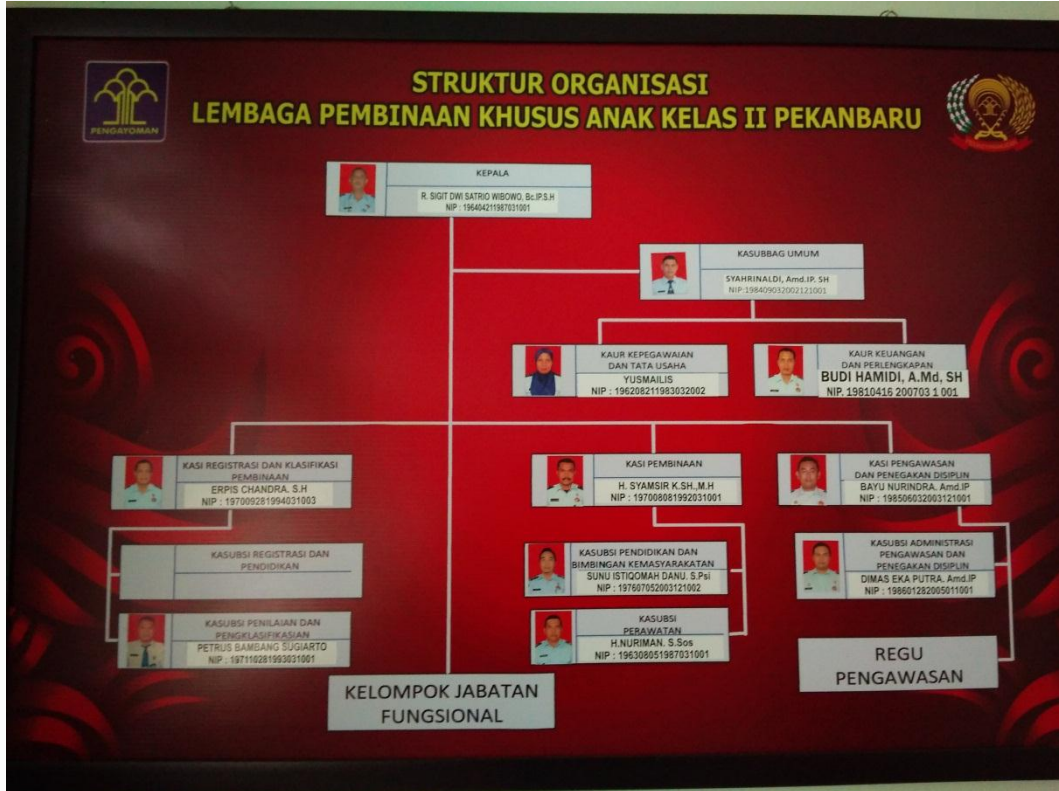 STRUKTUR ORGANISASI
LEMBAGA PEMBINAAN KHUSUS ANAK KELAS II PEKANBARU
PENGAYOMAN
KEPALA
R. SIGIT DWI SATRIO WIBOWO, Bc.IP.S.H
NIP : 196404211987031001
KASUBBAG UMUM
SYAHRINALDI, Amd.IP. SH
NIP:198409032002121001
KAUR KEPEGAWAIAN
DAN TATA USAHA
YUSMAILIS
NIP : 196208211983032002
KAUR KEUANGAN
DAN PERLENGKAPAN
BUDI HAMIDI, A.Md, SH
NIP. 19810416 200703 1 001
KASI REGISTRASI DAN KLASIFIKASI
PEMBINAAN
ERPIS CHANDRA. S.H
NIP : 197009281994031003
KASI PEMBINAAN
H. SYAMSIR K.SH.,M.H
NIP : 197008081992031001
KASI PENGAWASAN
DAN PENEGAKAN DISIPLIN
BAYU NURINDRA. Amd.IP
NIP : 198506032003121001
KASUBSI REGISTRASI DAN
PENDIDIKAN
KASUBSI PENDIDIKAN DAN
BIMBINGAN KEMASYARAKATAN
SUNU ISTIQOMAH DANU. S.Psi
NIP : 197607052003121002
KASUBSI ADMINISTRASI
PENGAWASAN DAN
PENEGAKAN DISIPLIN
DIMAS EKA PUTRA. Amd.IP
NIP : 198601282005011001
KASUBSI PENILAIAN DAN
PENGKLASIFIKASIAN
PETRUS BAMBANG SUGIARTO
NIP : 197110281993031001
KASUBSI
PERAWATAN
H.NURIMAN. S.Sos
NIP : 196308051987031001
REGU
PENGAWASAN
KELOMPOK JABATAN
FUNGSIONAL